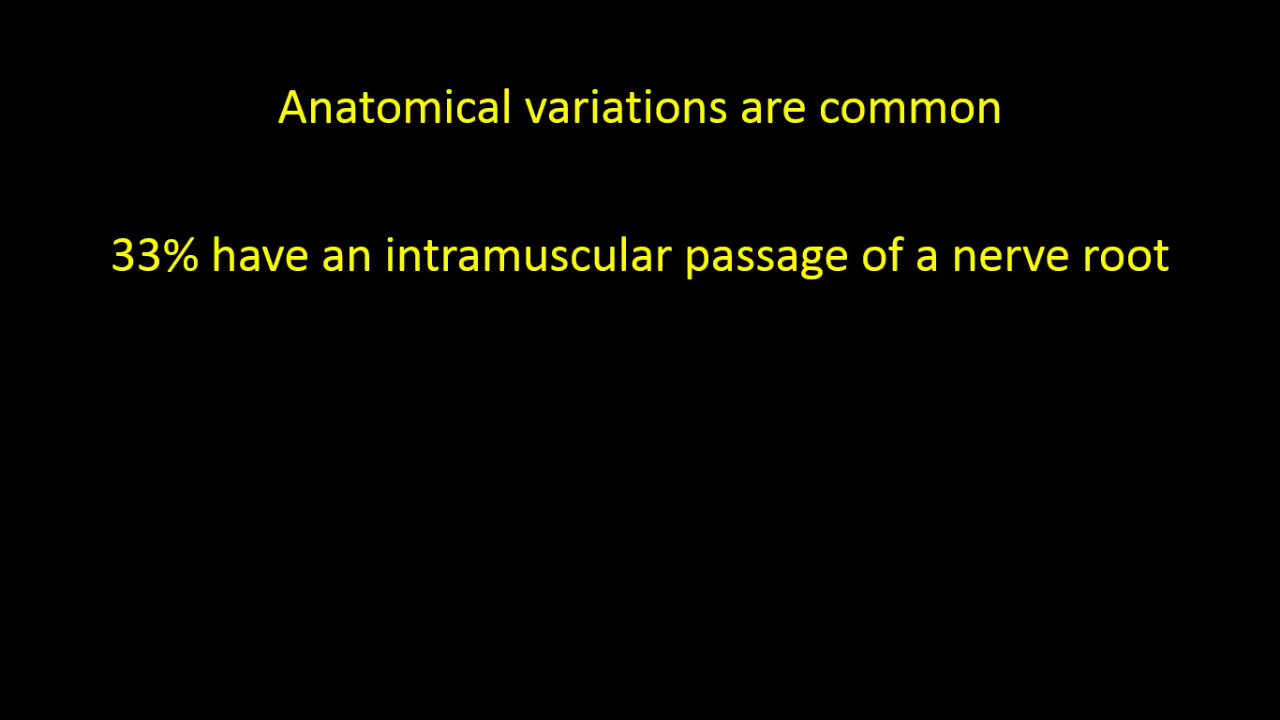 Anatomical variations are common
33% have an intramuscular passage of a nerve root